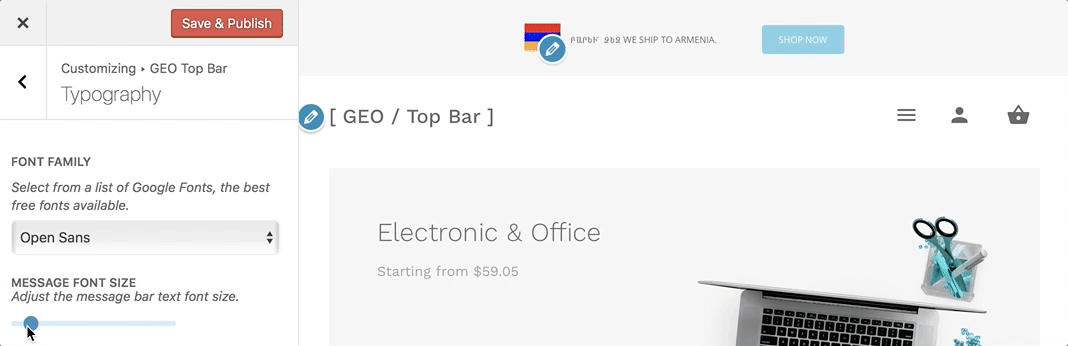 Save & Publish
Customizing ▸ GEO Top Bar
Typography
FONT FAMILY
Select from a list of Google Fonts, the best
free fonts available.
Open Sans
MESSAGE FONT SIZE
Adjust the message bar text font size.
ԲԱՐԵՒ ՁԵԶ WE SHIP TO ARMENIA.
SHOP NOW
[ GEO / Top Bar ]
Electronic & Office
Starting from $59.05